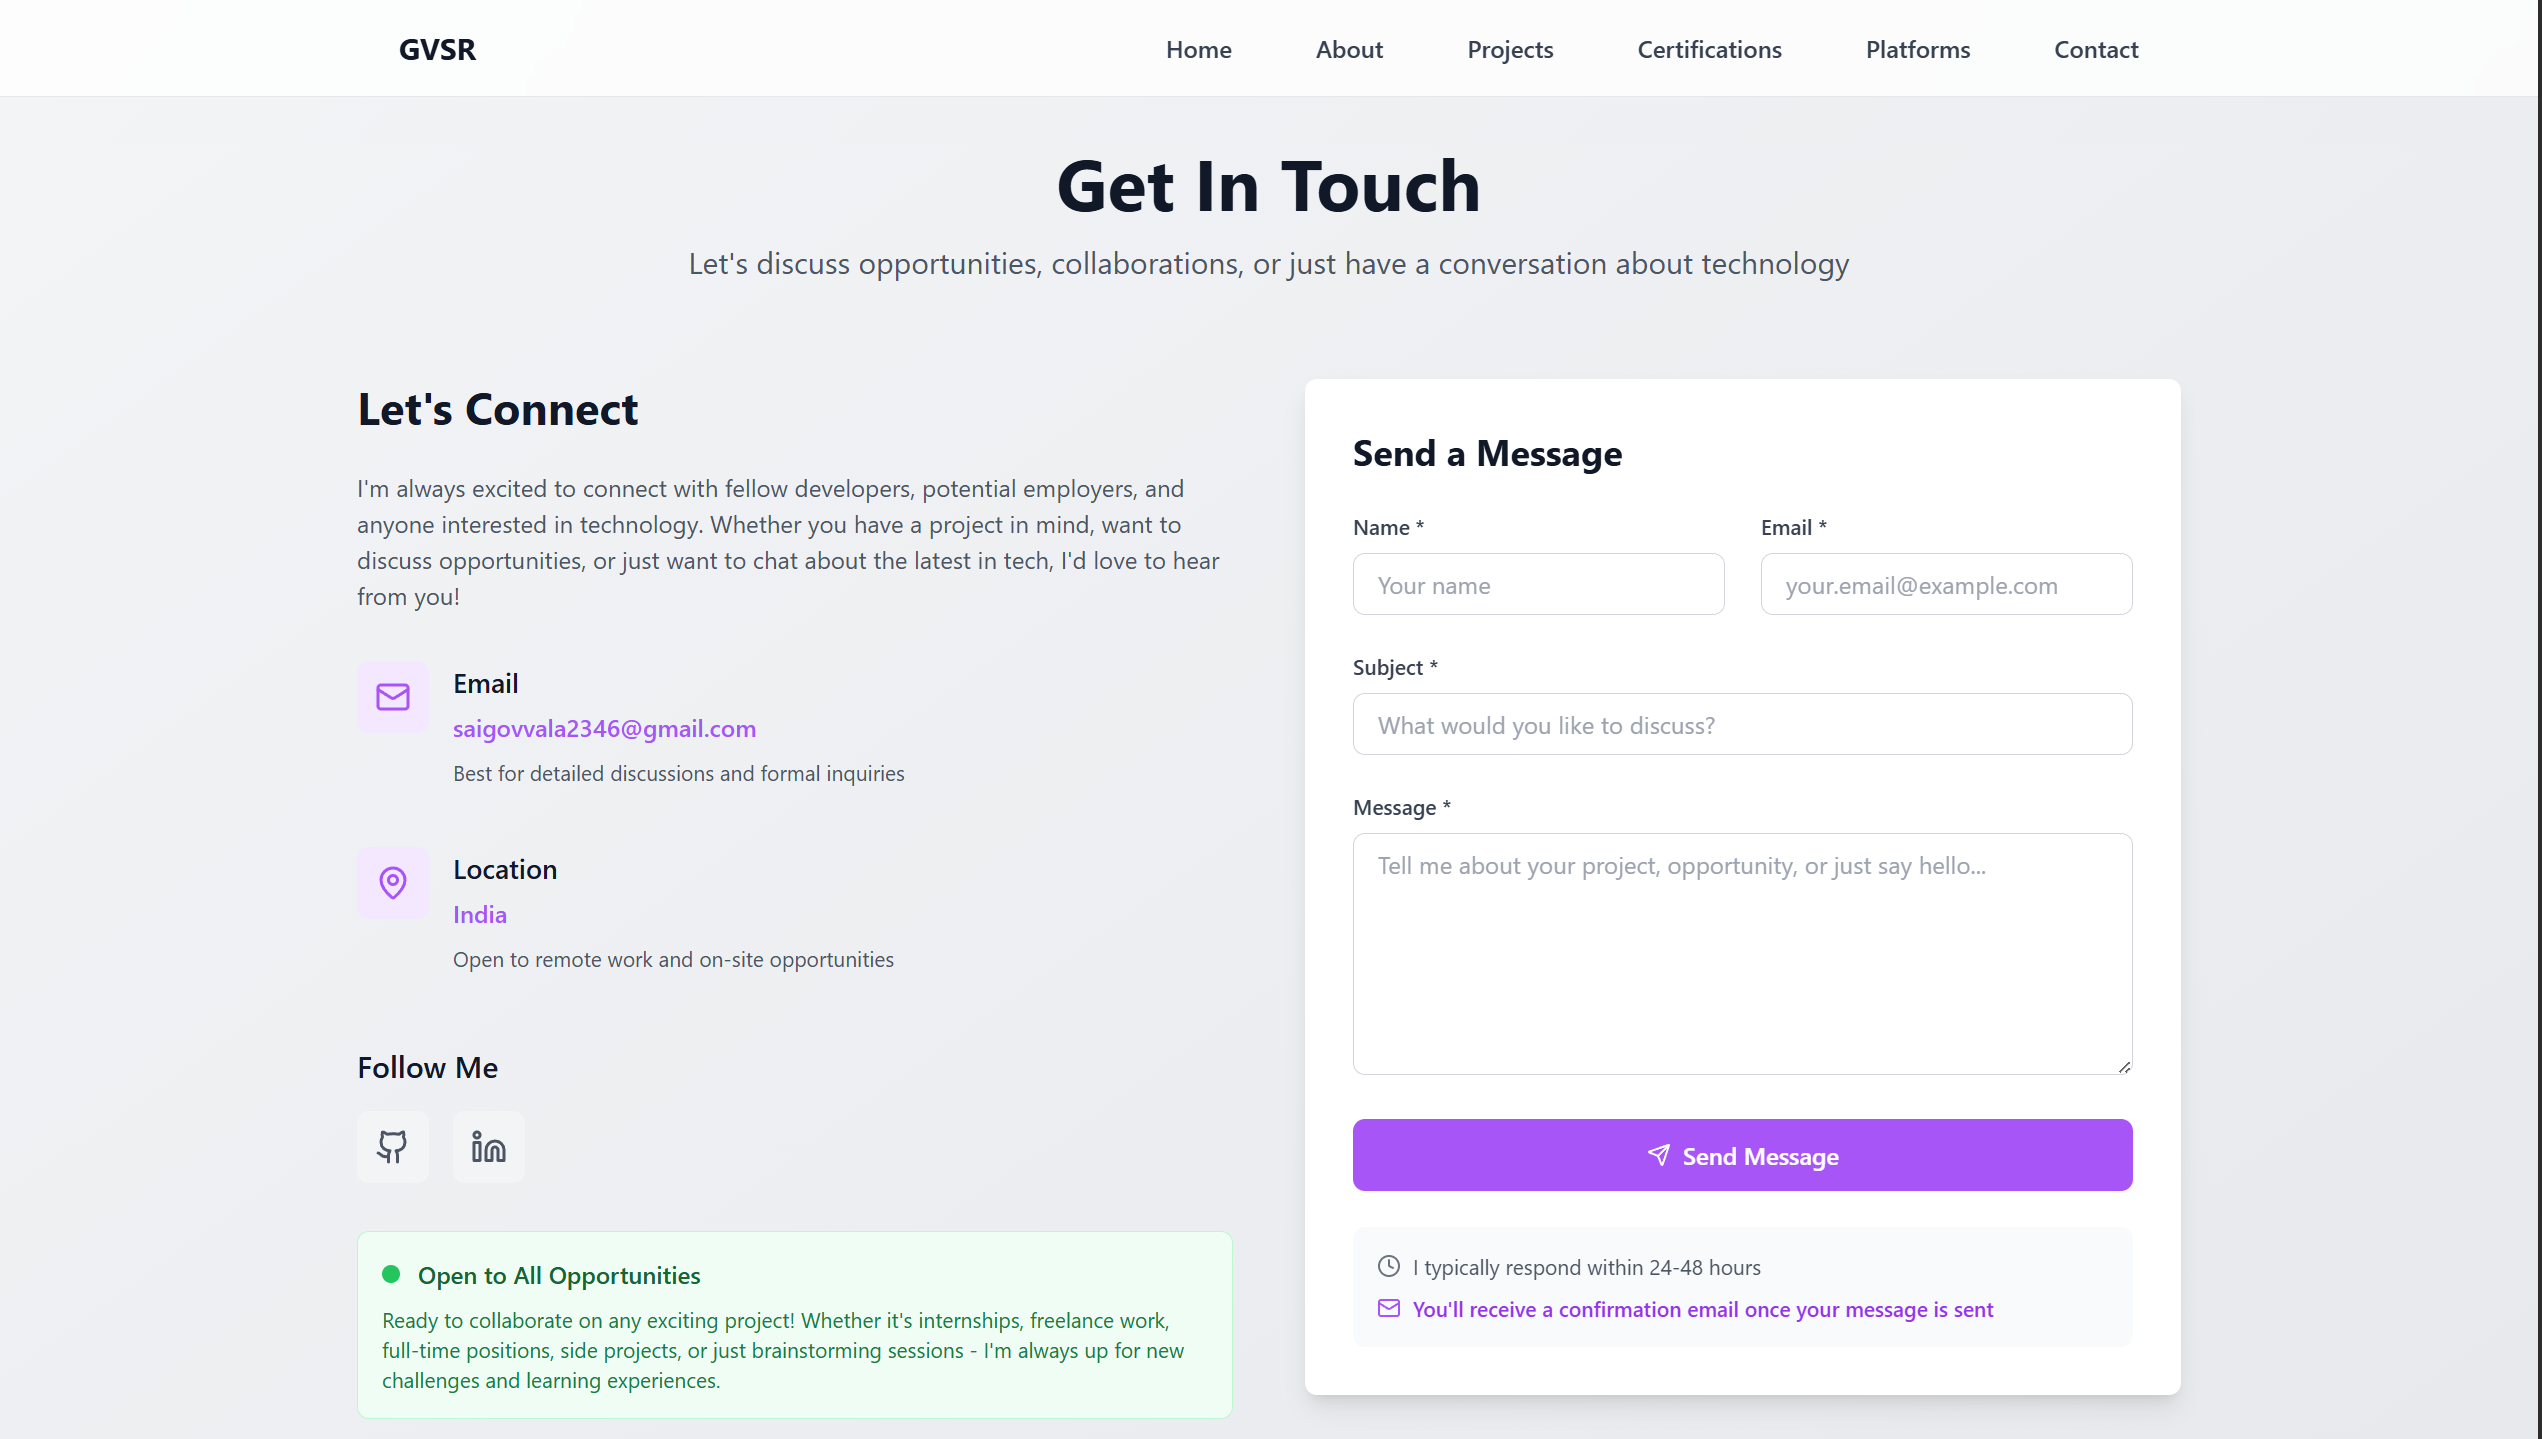 GVSR
Home
About
Projects
Certifications
Platforms
Contact
Get In Touch
Let's discuss opportunities, collaborations, or just have a conversation about technology
Let's Connect
I'm always excited to connect with fellow developers, potential employers, and
anyone interested in technology. Whether you have a project in mind, want to
discuss opportunities, or just want to chat about the latest in tech, I'd love to hear
from you!
Email
saigovvala2346@gmail.com
Best for detailed discussions and formal inquiries
Location
India
Open to remote work and on-site opportunities
Follow Me
Open to All Opportunities
Ready to collaborate on any exciting project! Whether it's internships, freelance work,
full-time positions, side projects, or just brainstorming sessions - I'm always up for new
challenges and learning experiences.
Send a Message
Name *
Email *
Your name
your.email@example.com
Subject *
What would you like to discuss?
Message *
Tell me about your project, opportunity, or just say hello...
Send Message
I typically respond within 24-48 hours
You'll receive a confirmation email once your message is sent